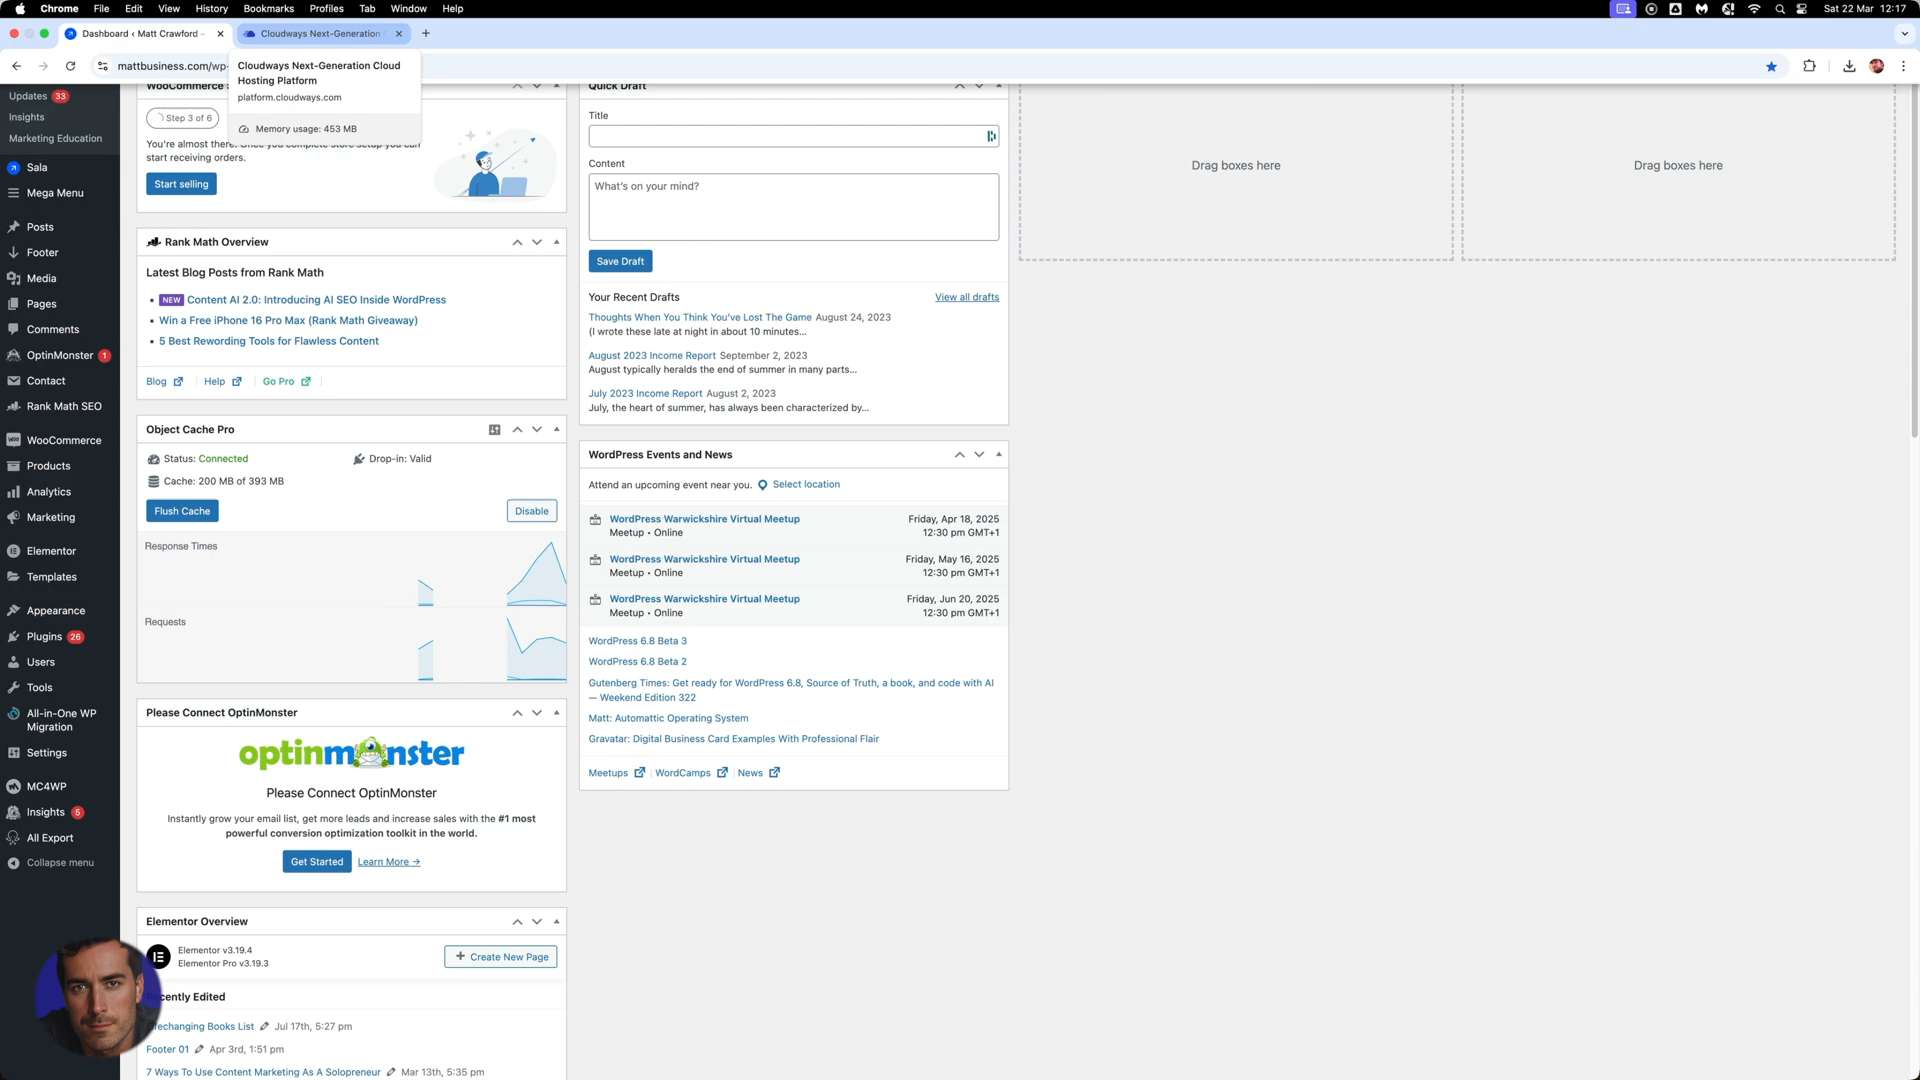 Chrome File Edit View History Bookmarks Profiles Tab Window Help Sat 22 Mar 12:17
Dashboard ‹ Matt Crawford –
Cloudways Next-Generation C
mattbusiness.com/wp-
Cloudways Next-Generation Cloud
Hosting Platform
platform.cloudways.com
Memory usage: 453 MB
Updates 33
Insights
Marketing Education
Sala
Mega Menu
Posts
Footer
Media
Pages
Comments
OptinMonster 1
Contact
Rank Math SEO
WooCommerce
Products
Analytics
Marketing
Elementor
Templates
Appearance
Plugins 26
Users
Tools
All-in-One WP
Migration
Settings
MC4WP
Insights 5
All Export
Collapse menu
WooCommerce S
Step 3 of 6
You're almost there! Once you complete store setup you can
start receiving orders.
Start selling
Rank Math Overview
Latest Blog Posts from Rank Math
NEW Content AI 2.0: Introducing AI SEO Inside WordPress
Win a Free iPhone 16 Pro Max (Rank Math Giveaway)
5 Best Rewording Tools for Flawless Content
Blog Help Go Pro
Object Cache Pro
Status: Connected Drop-in: Valid
Cache: 200 MB of 393 MB
Flush Cache Disable
Response Times
Requests
Please Connect OptinMonster
optinmonster
Please Connect OptinMonster
Instantly grow your email list, get more leads and increase sales with the #1 most
powerful conversion optimization toolkit in the world.
Get Started Learn More →
Elementor Overview
Elementor v3.19.4
Elementor Pro v3.19.3
+ Create New Page
cently Edited
rechanging Books List Jul 17th, 5:27 pm
Footer 01 Apr 3rd, 1:51 pm
7 Ways To Use Content Marketing As A Solopreneur Mar 13th, 5:35 pm
Quick Draft
Title
Content
What's on your mind?
Save Draft
Your Recent Drafts View all drafts
Thoughts When You Think You've Lost The Game August 24, 2023
(I wrote these late at night in about 10 minutes…
August 2023 Income Report September 2, 2023
August typically heralds the end of summer in many parts…
July 2023 Income Report August 2, 2023
July, the heart of summer, has always been characterized by…
WordPress Events and News
Attend an upcoming event near you. Select location
WordPress Warwickshire Virtual Meetup Friday, Apr 18, 2025
Meetup • Online 12:30 pm GMT+1
WordPress Warwickshire Virtual Meetup Friday, May 16, 2025
Meetup • Online 12:30 pm GMT+1
WordPress Warwickshire Virtual Meetup Friday, Jun 20, 2025
Meetup • Online 12:30 pm GMT+1
WordPress 6.8 Beta 3
WordPress 6.8 Beta 2
Gutenberg Times: Get ready for WordPress 6.8, Source of Truth, a book, and code with AI
— Weekend Edition 322
Matt: Automattic Operating System
Gravatar: Digital Business Card Examples With Professional Flair
Meetups | WordCamps | News
Drag boxes here
Drag boxes here